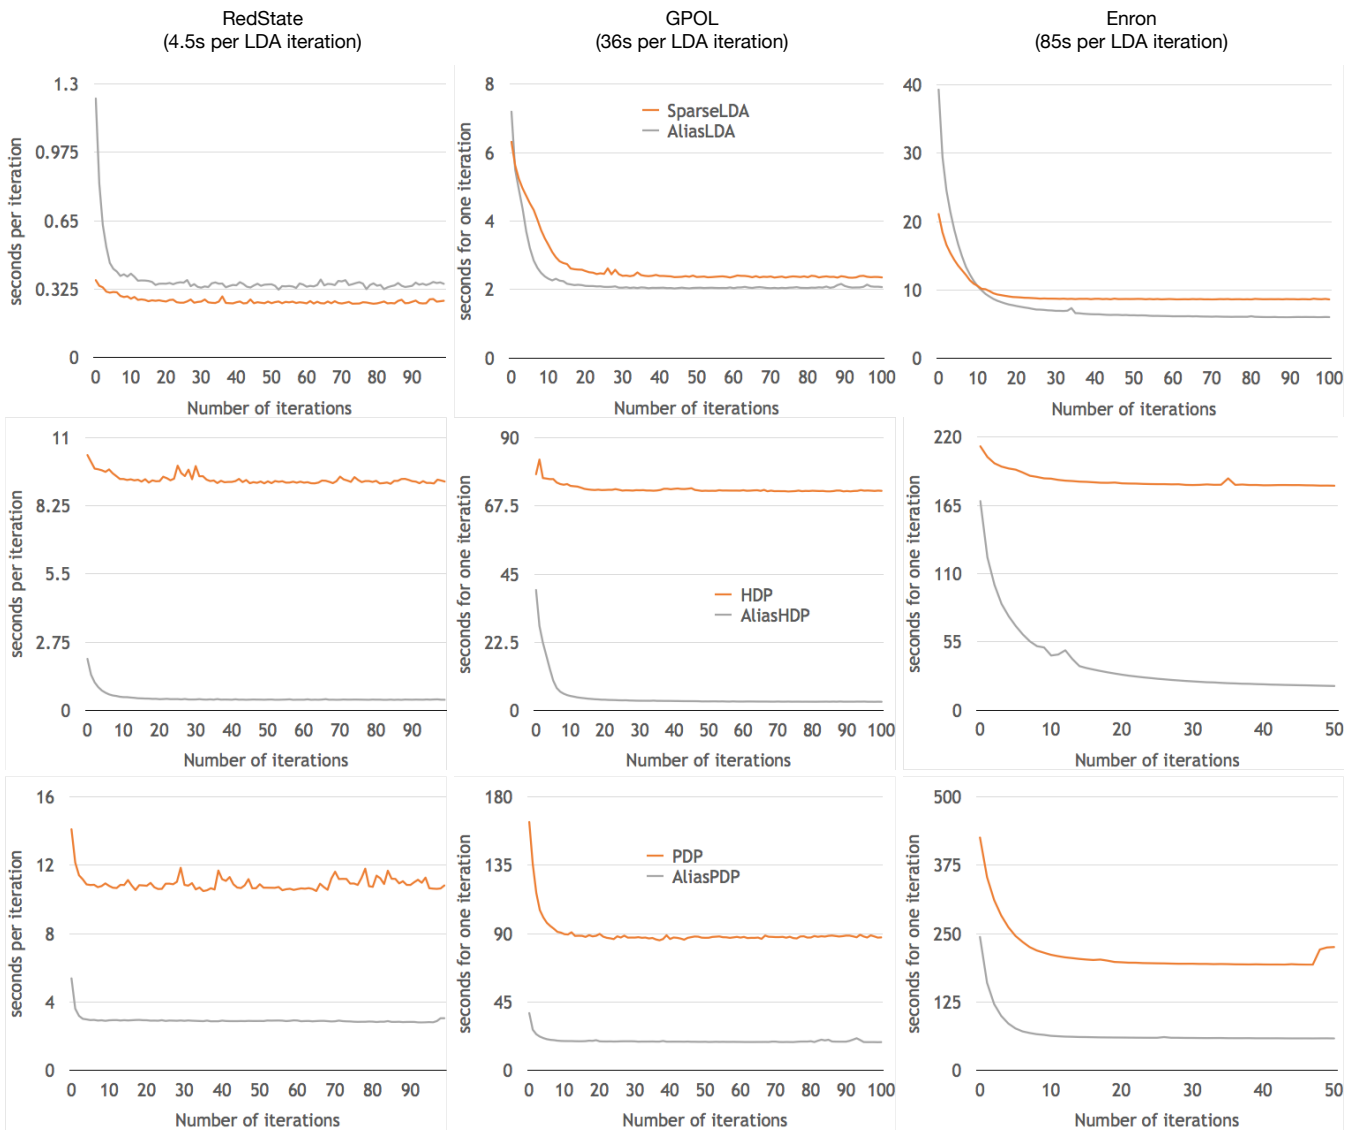 RedState
(4.5s per LDA iteration)
GPOL
(36s per LDA iteration)
Enron
(85s per LDA iteration)
seconds per iteration
1.3
0.975
0.65
0.325
0
0 10 20 30 40 50 60 70 80 90
Number of iterations
seconds for one iteration
8
6
4
2
0
SparseLDA
AliasLDA
0 10 20 30 40 50 60 70 80 90 100
Number of iterations
40
30
20
10
0
0 10 20 30 40 50 60 70 80 90 100
Number of iterations
seconds per iteration
11
8.25
5.5
2.75
0
0 10 20 30 40 50 60 70 80 90
Number of iterations
seconds for one iteration
90
67.5
45
22.5
0
HDP
AliasHDP
0 10 20 30 40 50 60 70 80 90 100
Number of iterations
seconds for one iteration
220
165
110
55
0
0 10 20 30 40 50
Number of iterations
seconds per iteration
16
12
8
4
0
0 10 20 30 40 50 60 70 80 90
Number of iterations
seconds for one iteration
180
135
90
45
0
PDP
AliasPDP
0 10 20 30 40 50 60 70 80 90 100
Number of iterations
seconds for one iteration
500
375
250
125
0
0 10 20 30 40 50
Number of iterations